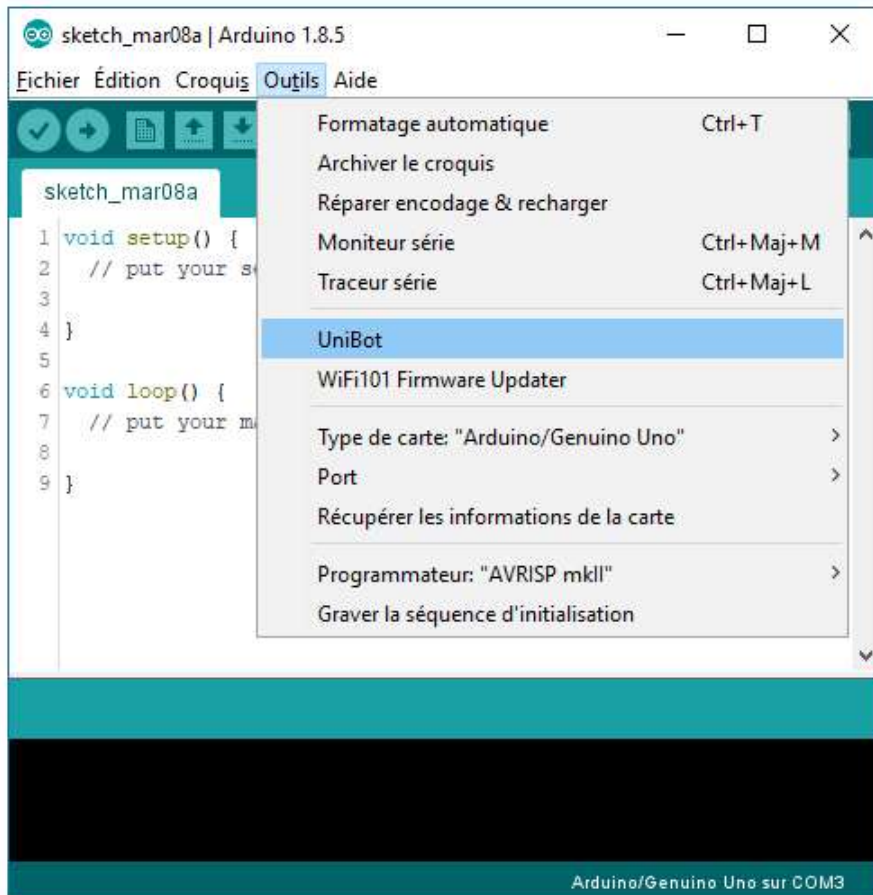 sketch_mar08a | Arduino 1.8.5
Fichier Édition Croquis Outils Aide
sketch_mar08a
1 void setup() {
2 // put your s
3
4 }
5
6 void loop() {
7 // put your m
8
9 }
Formatage automatique Ctrl+T
Archiver le croquis
Réparer encodage & recharger
Moniteur série Ctrl+Maj+M
Traceur série Ctrl+Maj+L
UniBot
WiFi101 Firmware Updater
Type de carte: "Arduino/Genuino Uno"
Port
Récupérer les informations de la carte
Programmateur: "AVRISP mkII"
Graver la séquence d'initialisation
Arduino/Genuino Uno sur COM3